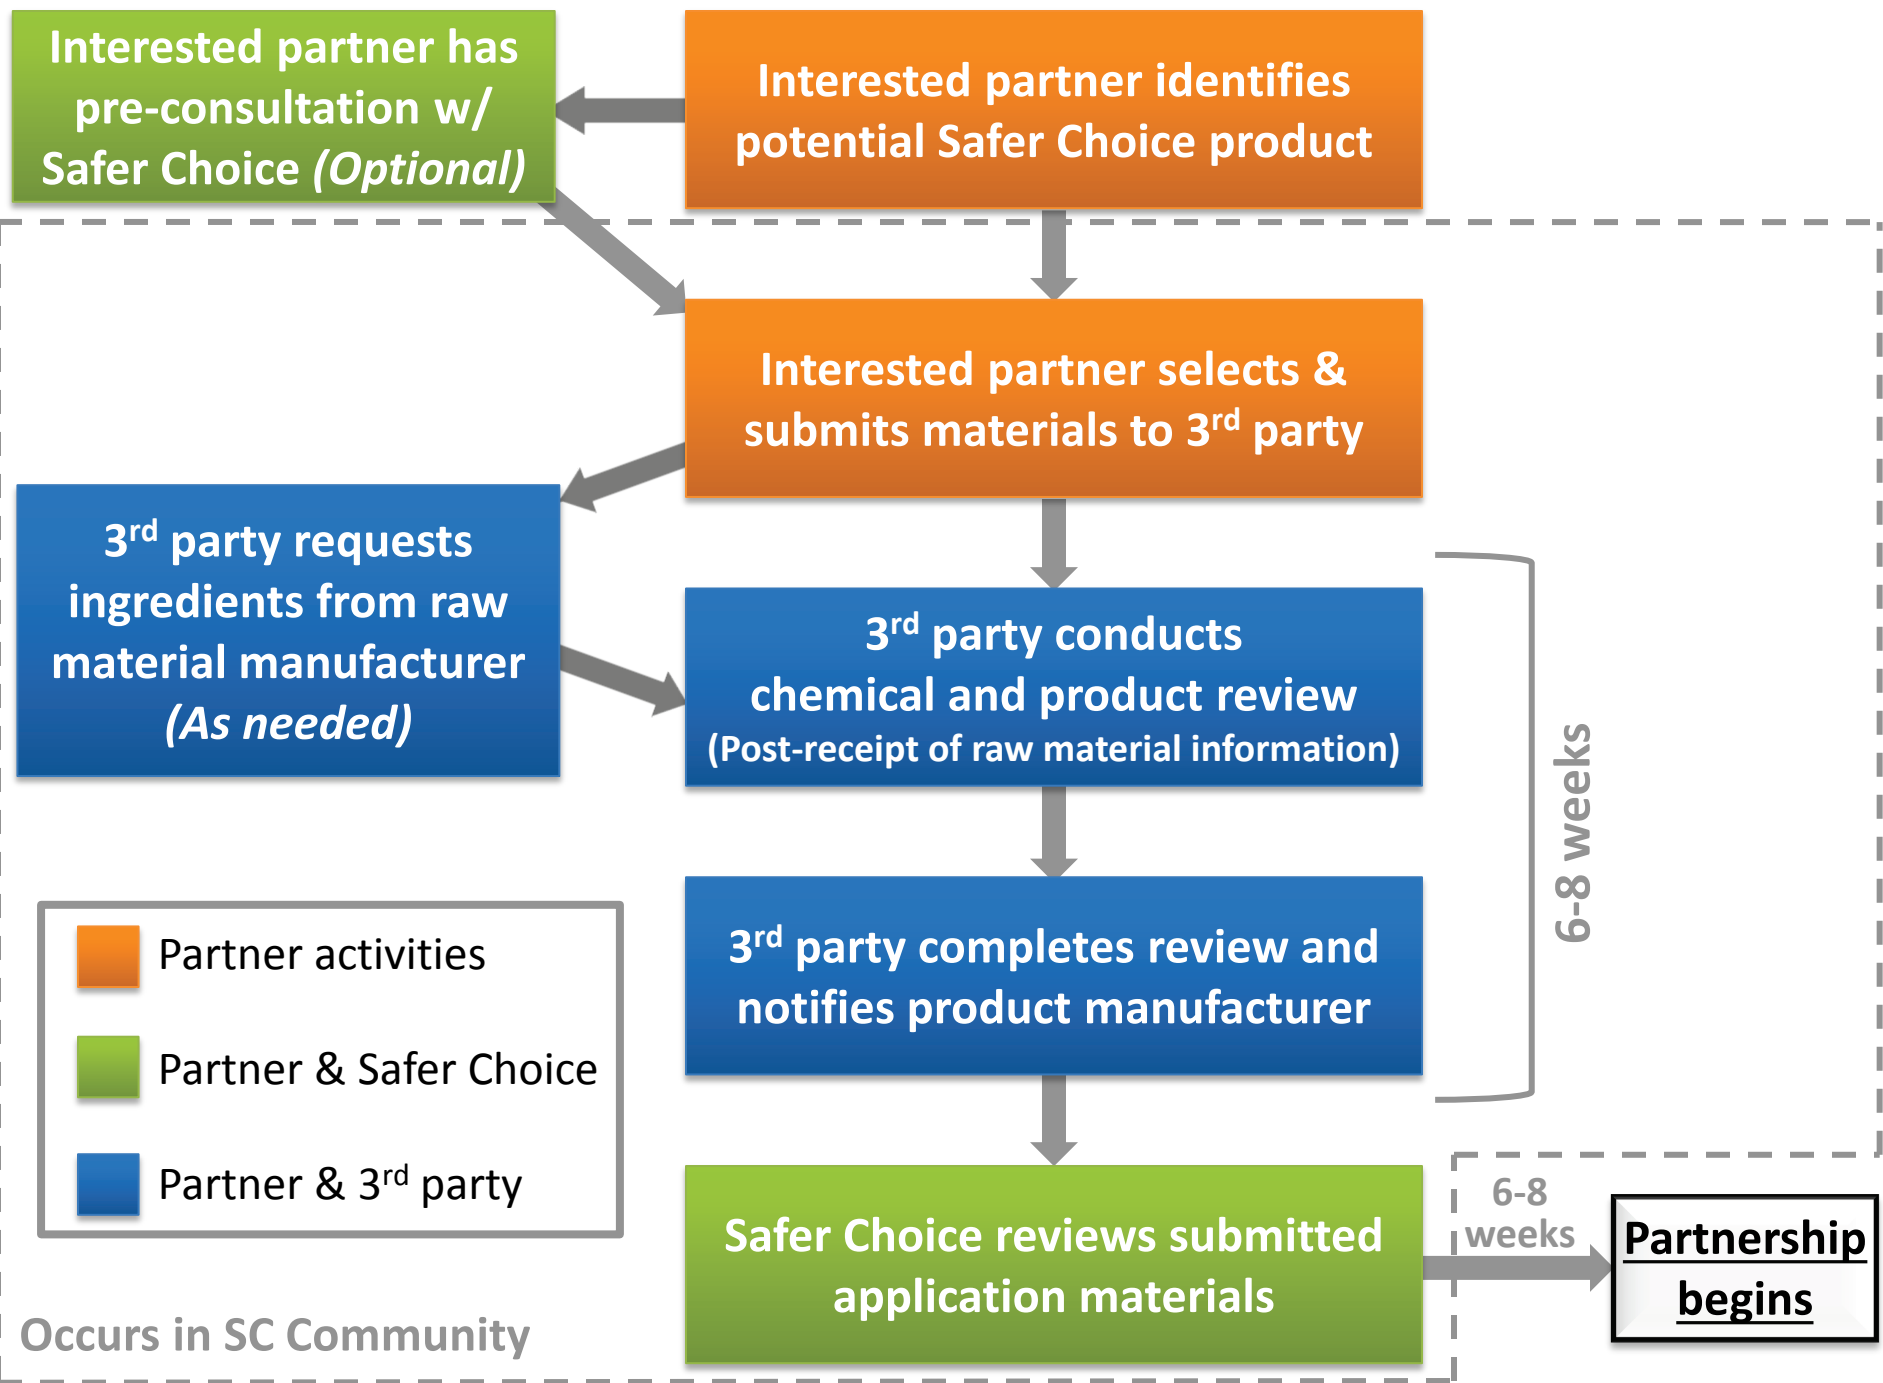 Interested partner has
pre-consultation w/
Safer Choice (Optional)
Interested partner identifies
potential Safer Choice product
Interested partner selects &
submits materials to 3rd party
3rd party requests
ingredients from raw
material manufacturer
(As needed)
3rd party conducts
chemical and product review
(Post-receipt of raw material information)
6-8 weeks
3rd party completes review and
notifies product manufacturer
Partner activities
Partner & Safer Choice
Partner & 3rd party
Safer Choice reviews submitted
application materials
6-8
weeks
Partnership
begins
Occurs in SC Community